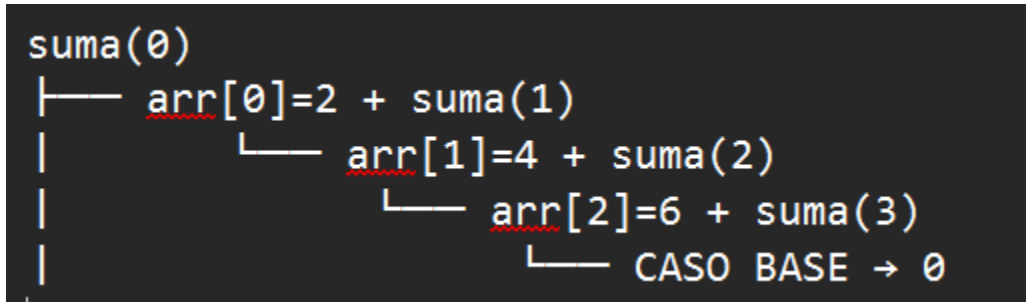 suma(0)
├── arr[0]=2 + suma(1)
│ └── arr[1]=4 + suma(2)
│ └── arr[2]=6 + suma(3)
│ └── CASO BASE → 0